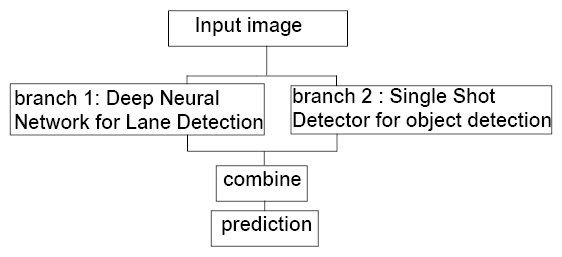 Input image
branch 1: Deep Neural
Network for Lane Detection
branch 2 : Single Shot
Detector for object detection
combine
prediction